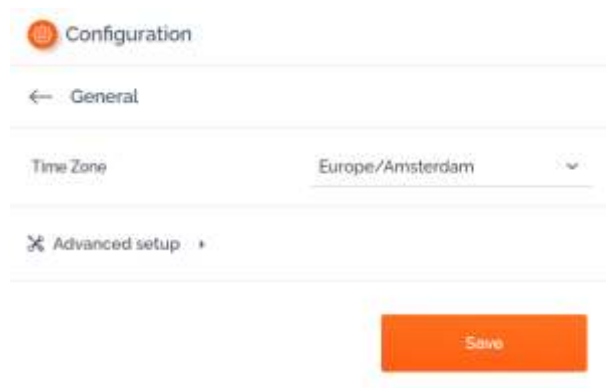 Configuration
General
Time Zone Europe/Amsterdam
Advanced setup
Save